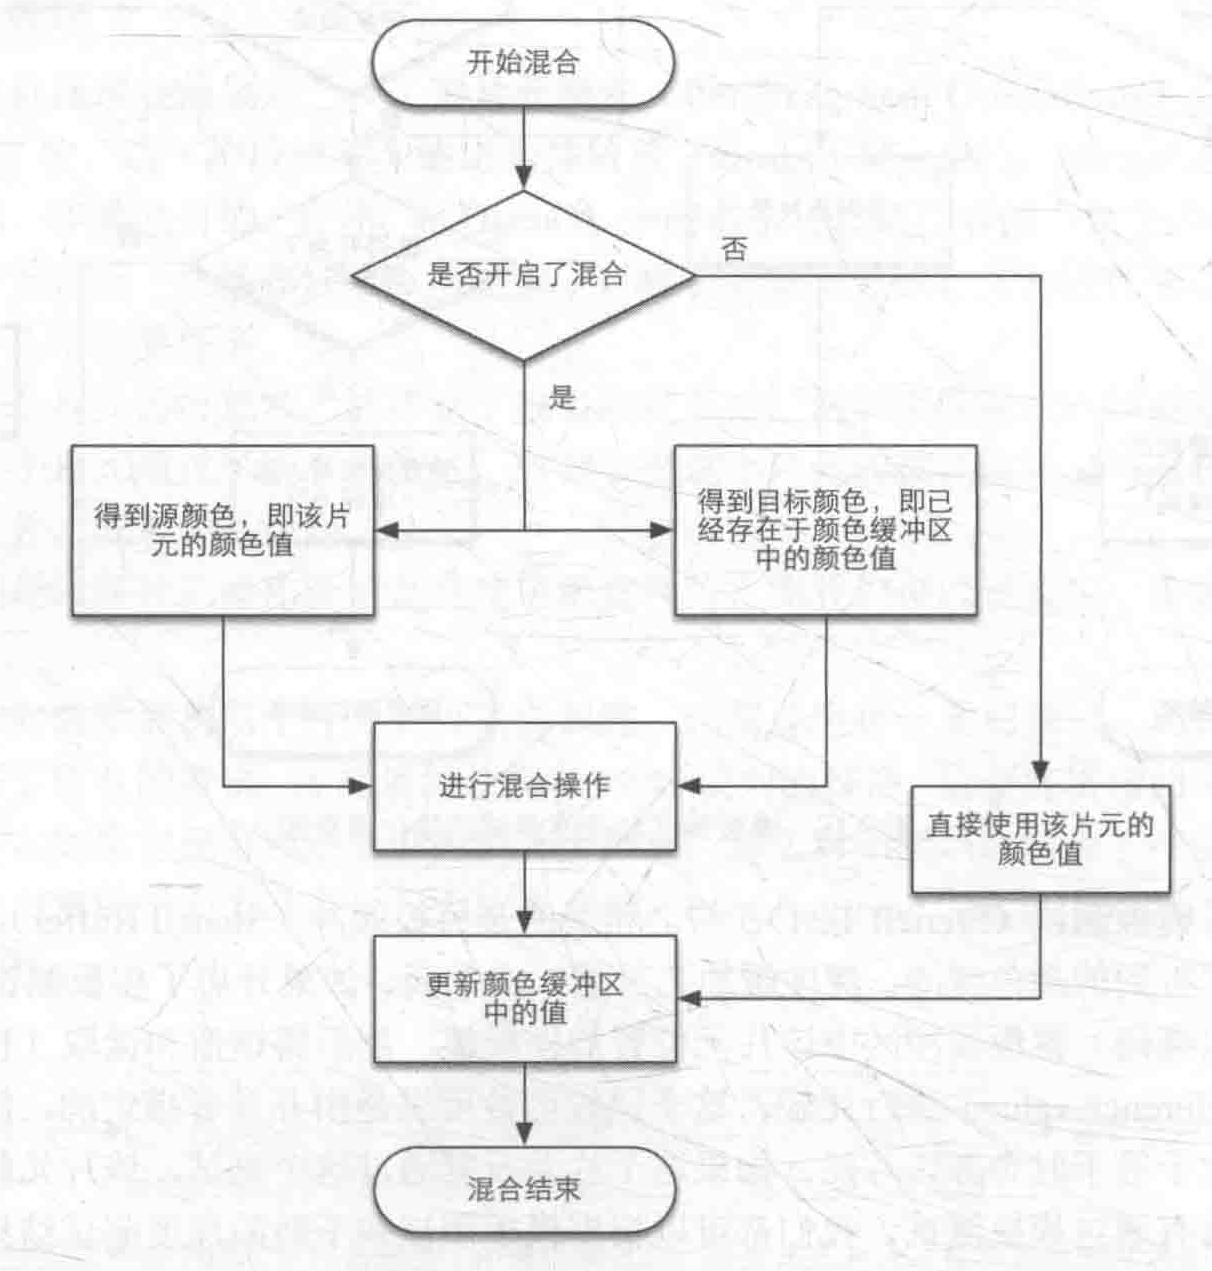 开始混合
是否开启了混合
否
是
得到源颜色，即该片
元的颜色值
得到目标颜色，即已
经存在于颜色缓冲区
中的颜色值
进行混合操作
直接使用该片元的
颜色值
更新颜色缓冲区
中的值
混合结束